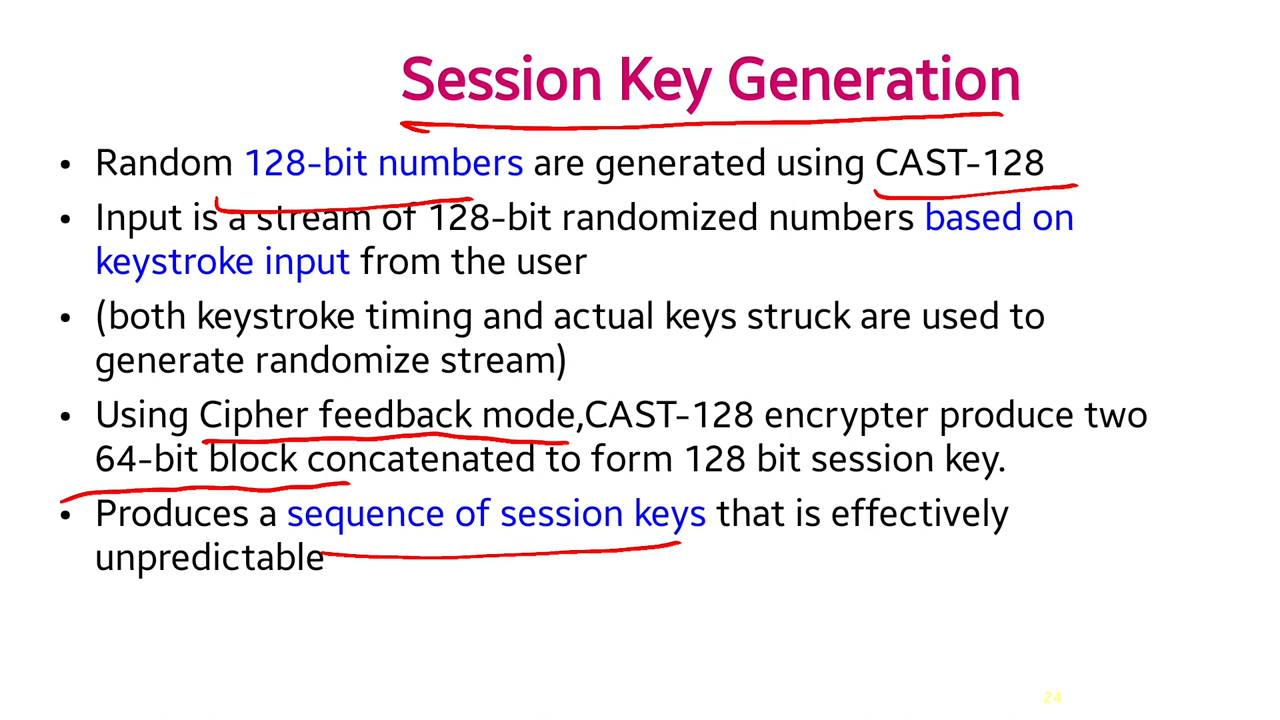 Session Key Generation
• Random 128-bit numbers are generated using CAST-128
• Input is a stream of 128-bit randomized numbers based on
keystroke input from the user
• (both keystroke timing and actual keys struck are used to
generate randomize stream)
• Using Cipher feedback mode,CAST-128 encrypter produce two
64-bit block concatenated to form 128 bit session key.
• Produces a sequence of session keys that is effectively
unpredictable
24